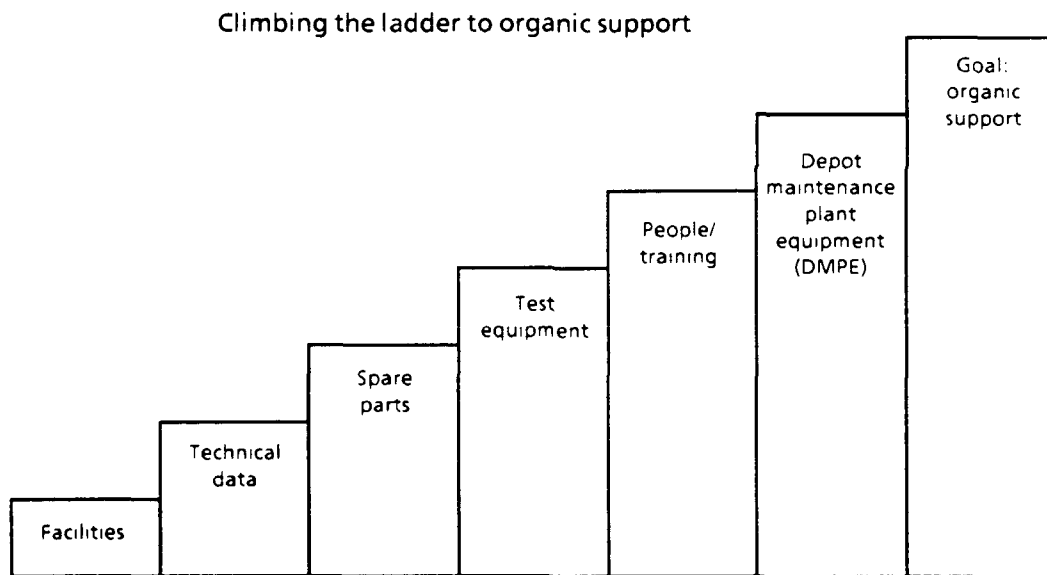 Climbing the ladder to organic support
Goal:
organic
support
Depot
maintenance
plant
equipment
(DMPE)
People/
training
Test
equipment
Spare
parts
Technical
data
Facilities